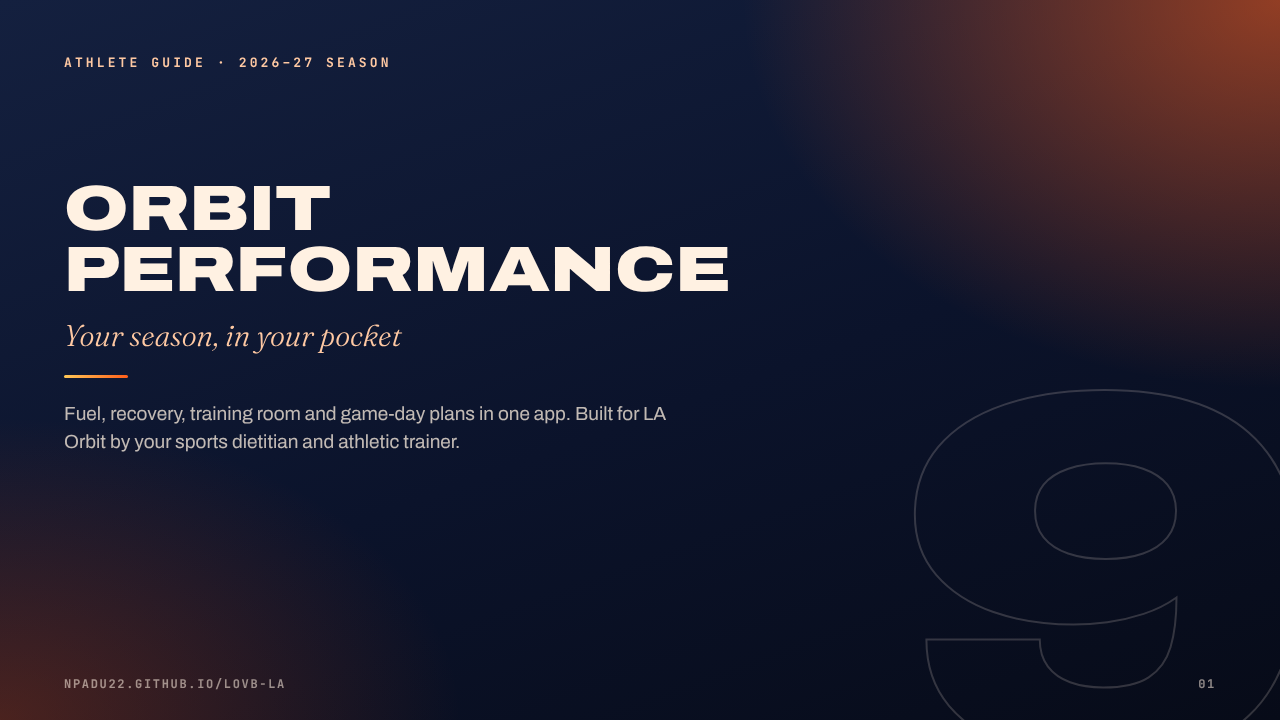 ATHLETE GUIDE · 2026–27 SEASON
ORBIT
PERFORMANCE
Your season, in your pocket
Fuel, recovery, training room and game-day plans in one app. Built for LA
Orbit by your sports dietitian and athletic trainer.
9
NPADU22.GITHUB.IO/LOVB-LA
01